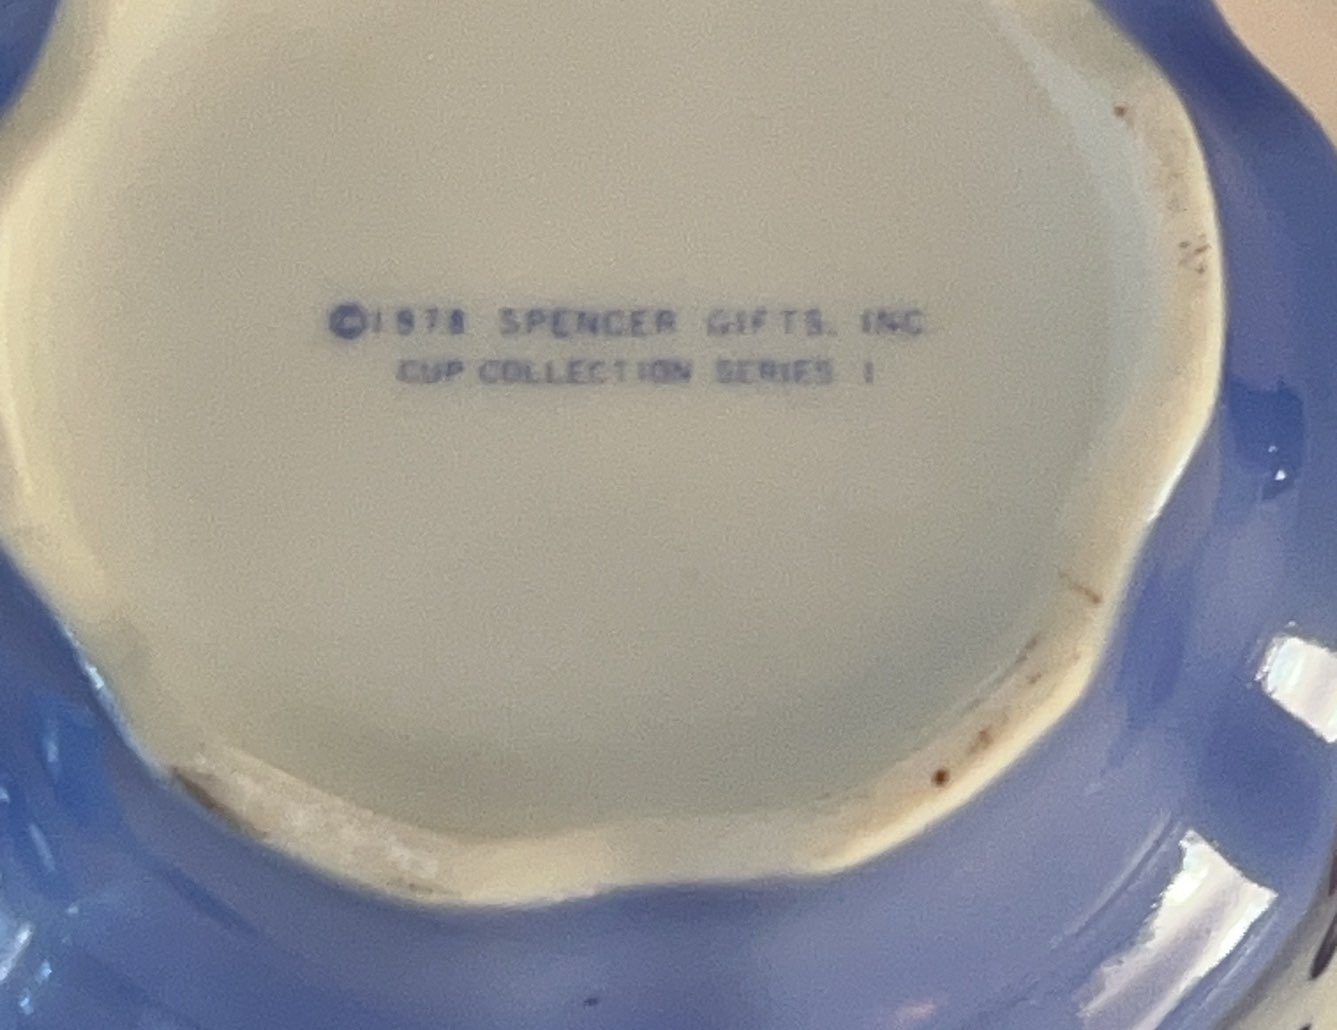 ©1978 SPENCER GIFTS. INC
CUP COLLECTION SERIES 1